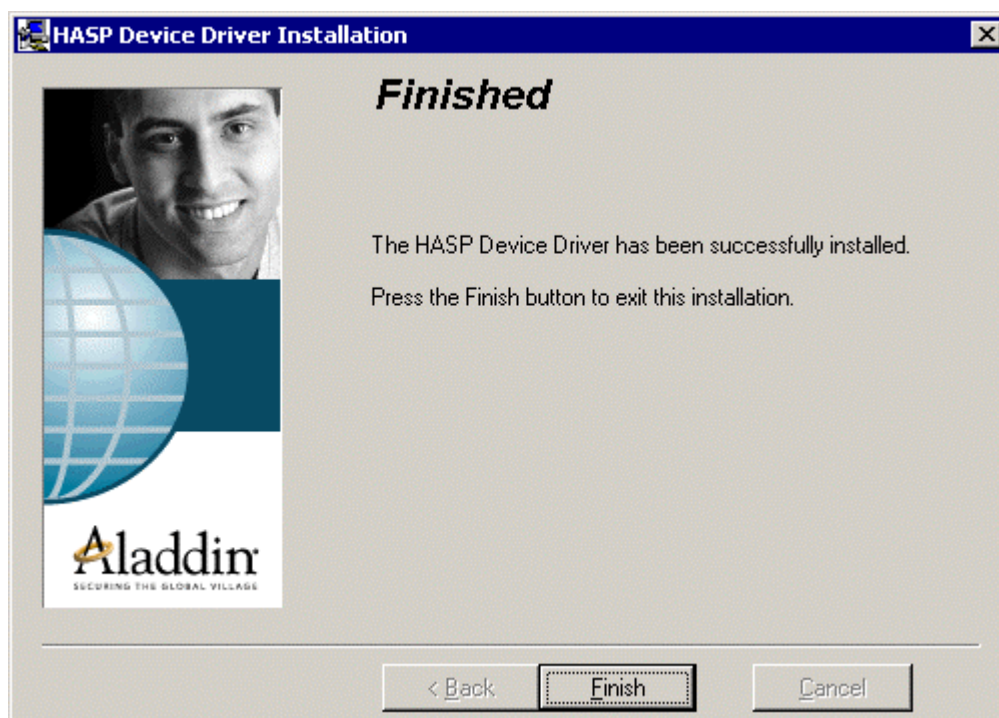 HASP Device Driver Installation
Finished
The HASP Device Driver has been successfully installed.
Press the Finish button to exit this installation.
Aladdin
SECURING THE GLOBAL VILLAGE
< Back Finish Cancel